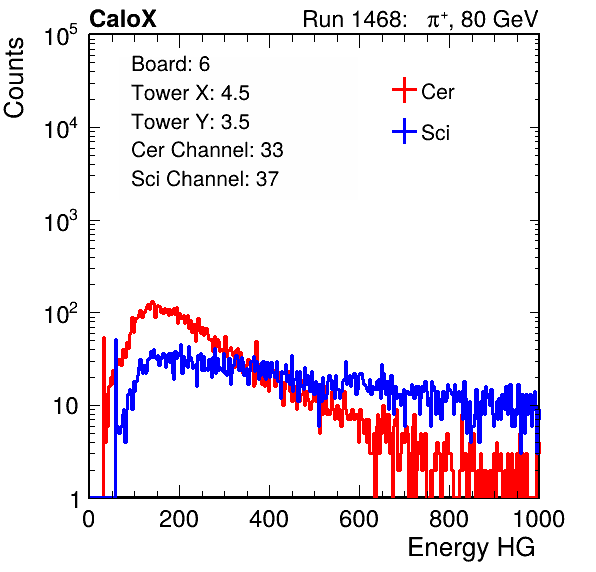 CaloX Run 1468: π⁺, 80 GeV
Counts
10⁵
10⁴
10³
10²
10
1
Board: 6
Tower X: 4.5
Tower Y: 3.5
Cer Channel: 33
Sci Channel: 37
Cer
Sci
0 200 400 600 800 1000
Energy HG